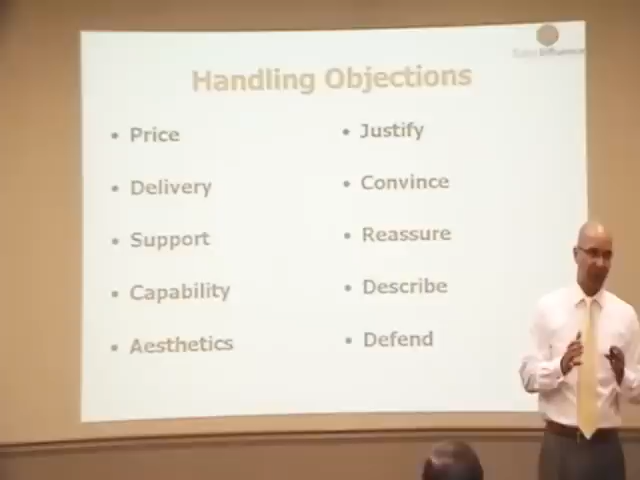 Handling Objections
• Price
• Delivery
• Support
• Capability
• Aesthetics
• Justify
• Convince
• Reassure
• Describe
• Defend